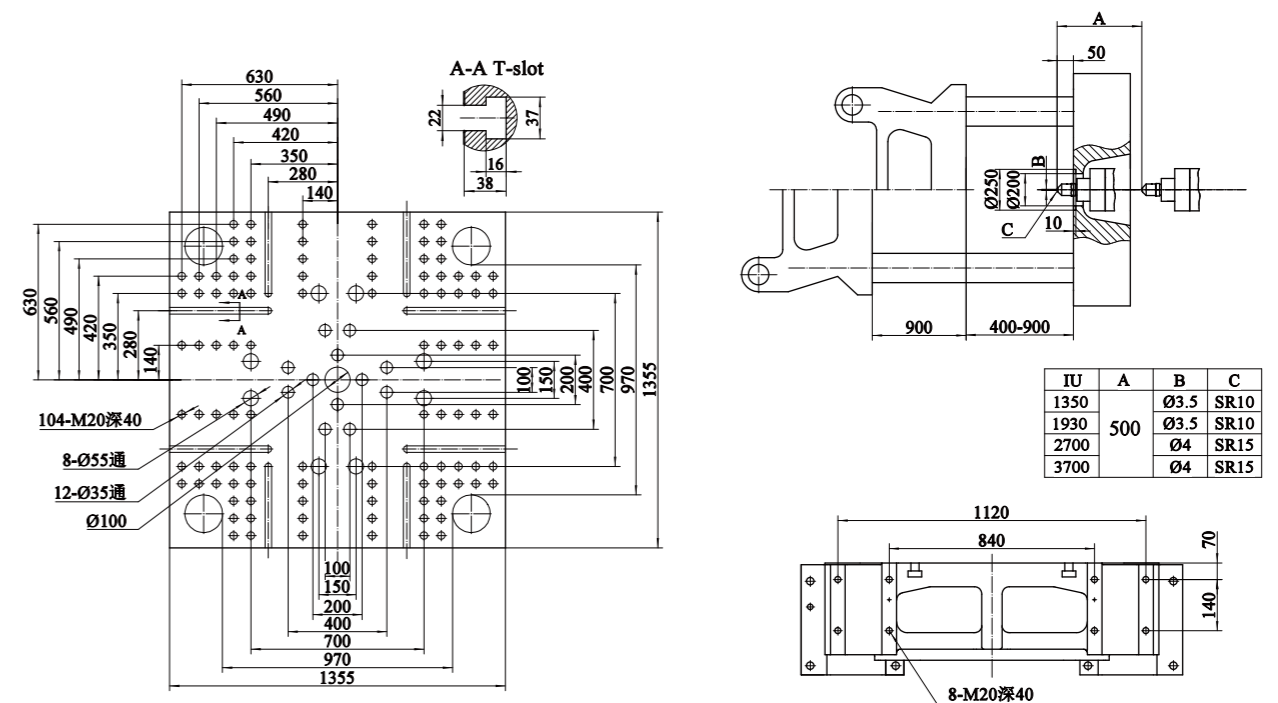 A-A T-slot
22
37
16
38
630
560
490
420
350
280
140
630
560
490
420
350
280
140
A
A
104-M20深40
8-Ø55通
12-Ø35通
Ø100
100
150
200
400
700
970
1355
100
150
200
400
700
970
1355
A
50
B
Ø250
Ø200
C
10
900
400-900
IU A B C
1350 500 Ø3.5 SR10
1930 Ø3.5 SR10
2700 Ø4 SR15
3700 Ø4 SR15
1120
840
70
140
8-M20深40